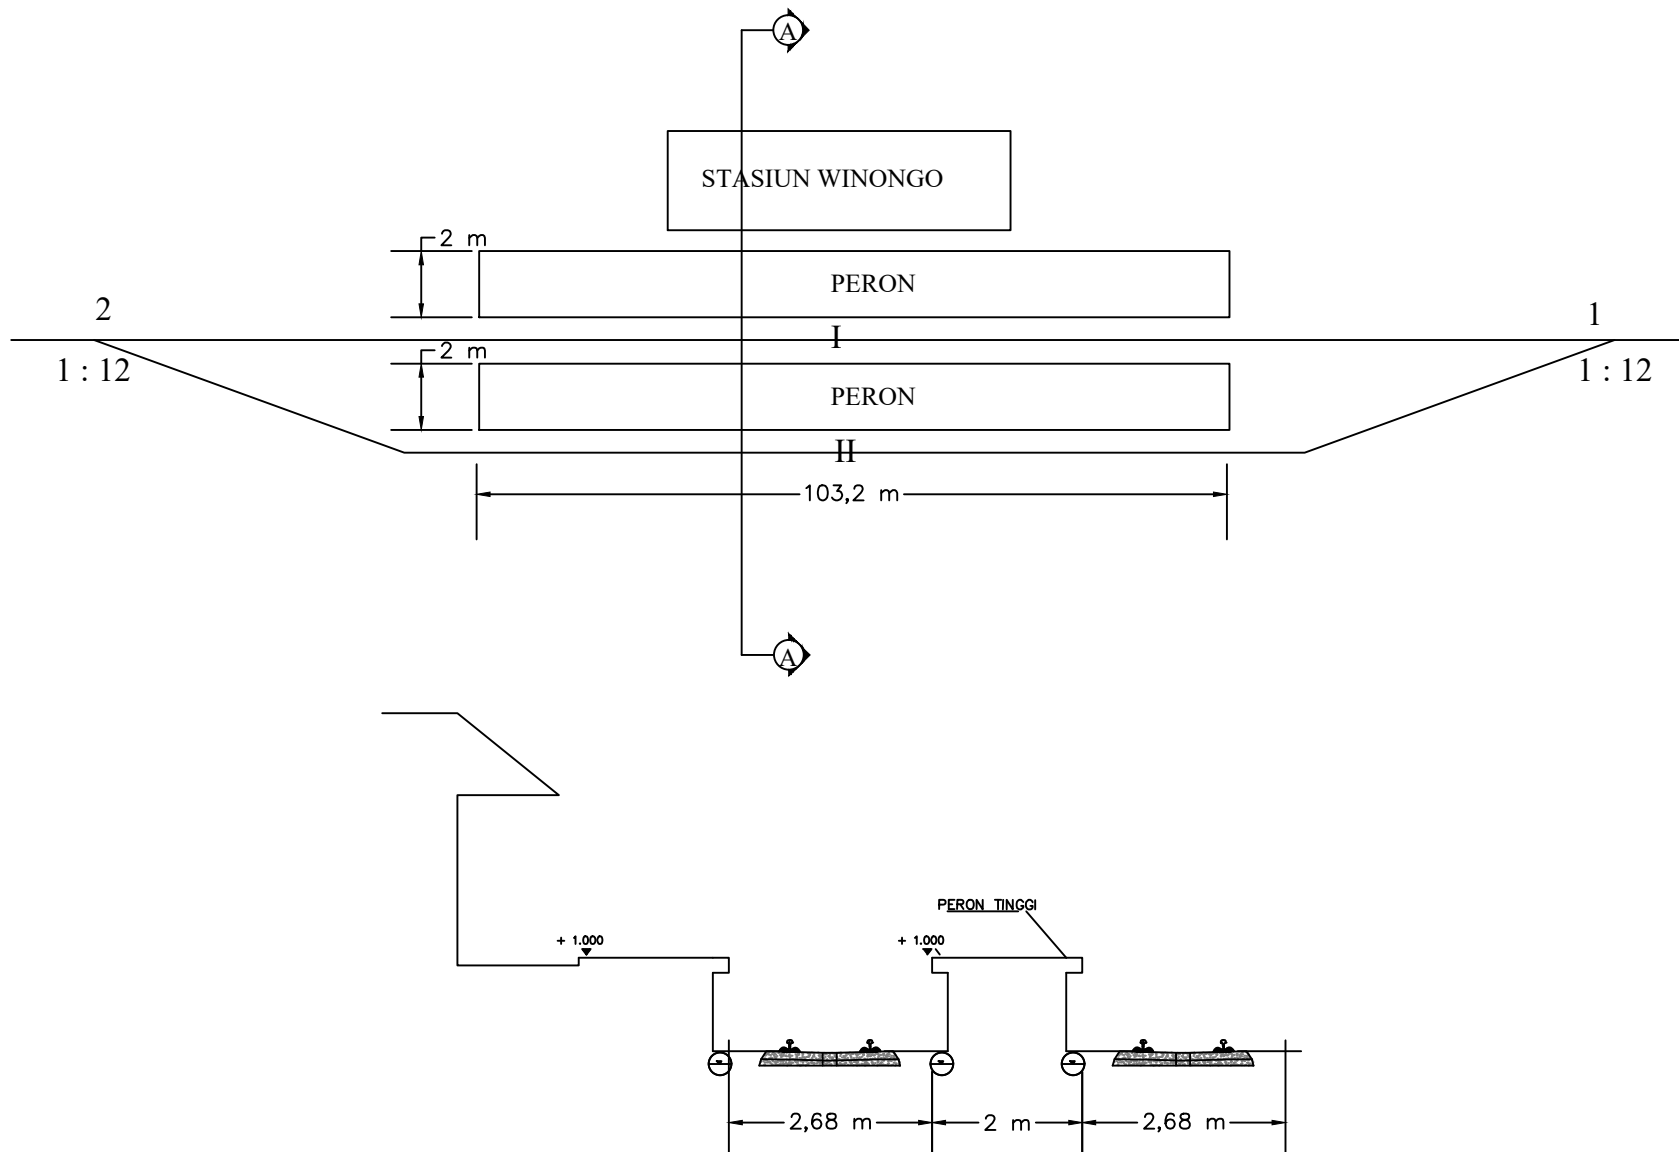 A
STASIUN WINONGO
2 m
PERON
2
1
I
1 : 12
2 m
1 : 12
PERON
II
103,2 m
A
PERON TINGGI
+ 1.000
+ 1.000
2,68 m
2 m
2,68 m